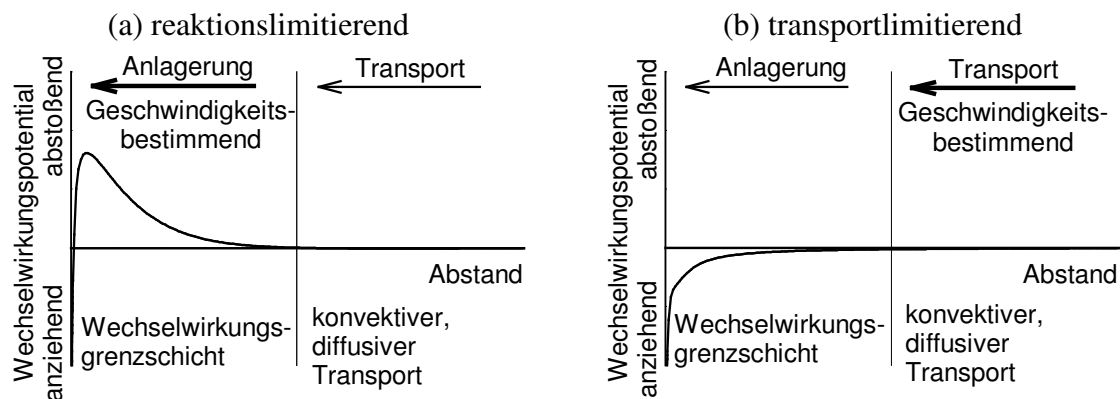 (a) reaktionslimitierend
Wechselwirkungspotential
anziehend abstoßend
Anlagerung
Transport
Geschwindigkeits-
bestimmend
Abstand
Wechselwirkungs-
grenzschicht
konvektiver,
diffusiver
Transport
(b) transportlimitierend
Wechselwirkungspotential
anziehend abstoßend
Anlagerung
Transport
Geschwindigkeits-
bestimmend
Abstand
Wechselwirkungs-
grenzschicht
konvektiver,
diffusiver
Transport